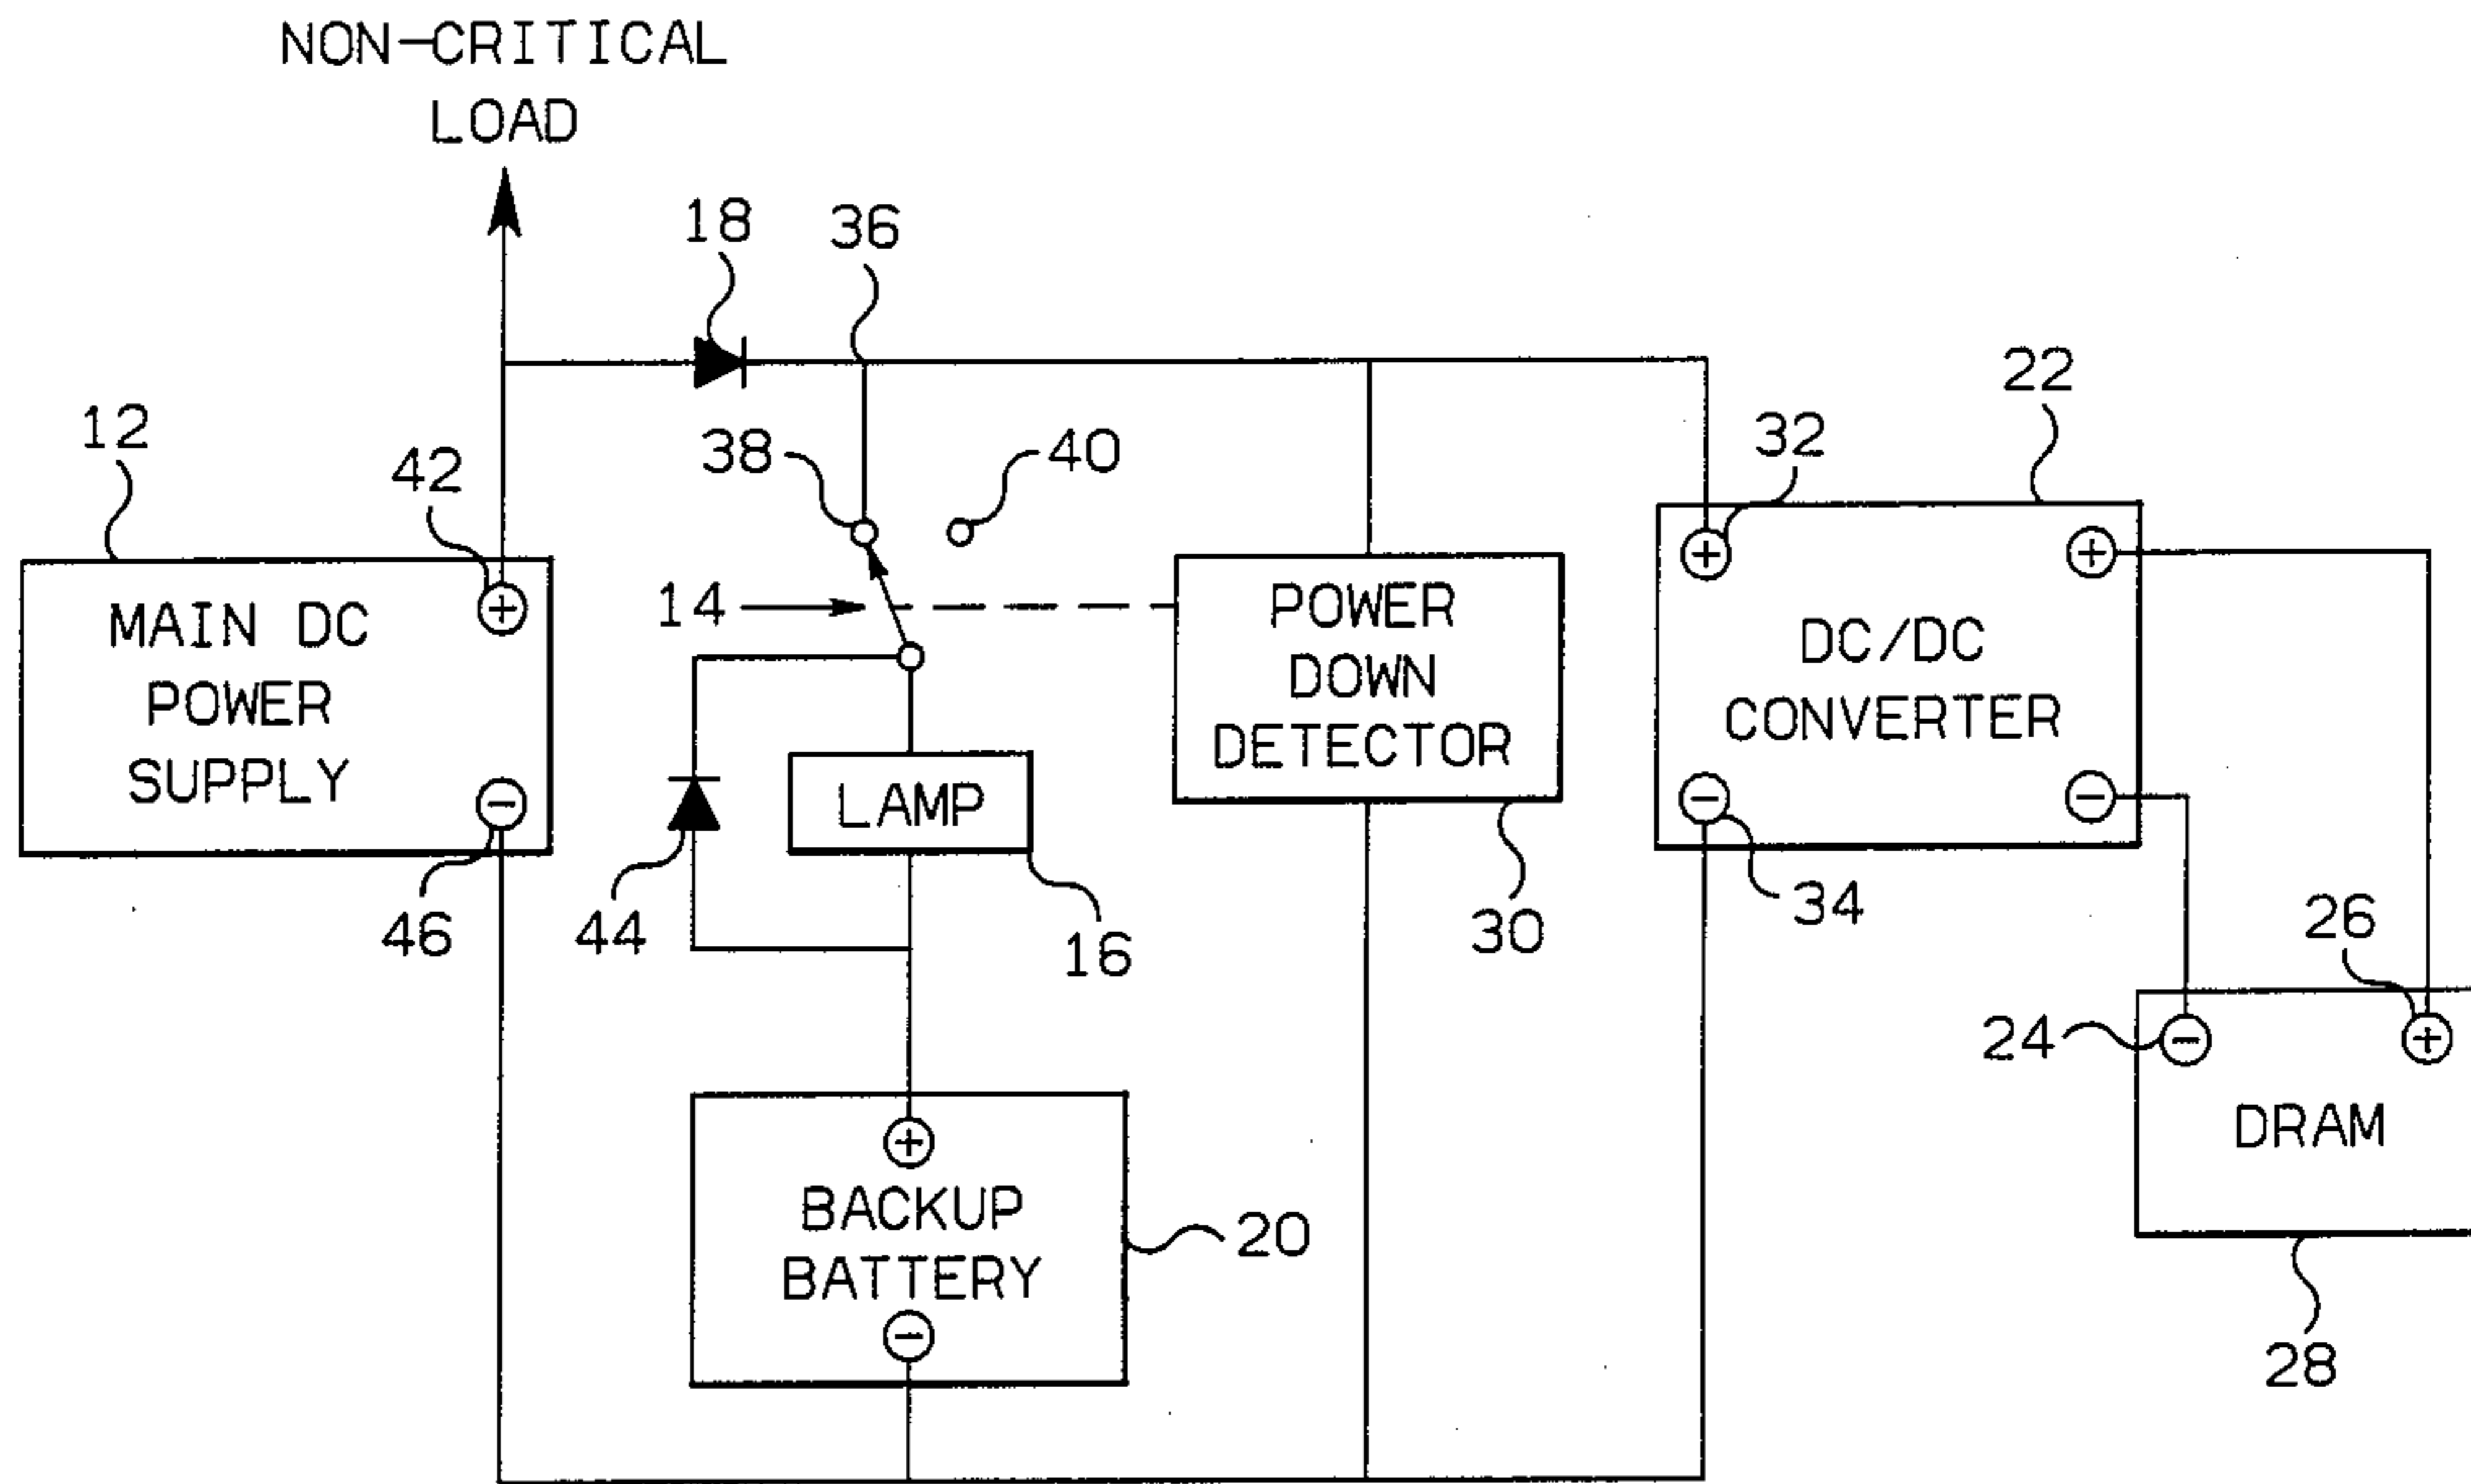 NON-CRITICAL
LOAD
18
36
12
42
38
40
32
22
14
MAIN DC
POWER
SUPPLY
POWER
DOWN
DETECTOR
DC/DC
CONVERTER
LAMP
46
44
16
30
34
26
24
DRAM
BACKUP
BATTERY
20
28